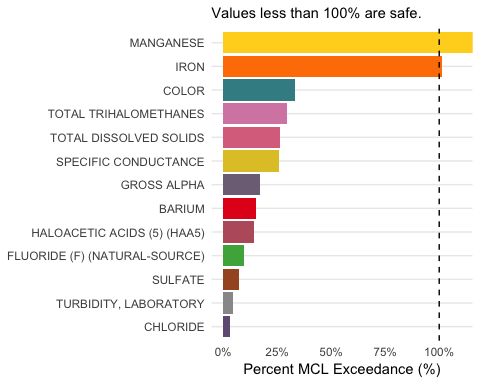 Values less than 100% are safe.
MANGANESE
IRON
COLOR
TOTAL TRIHALOMETHANES
TOTAL DISSOLVED SOLIDS
SPECIFIC CONDUCTANCE
GROSS ALPHA
BARIUM
HALOACETIC ACIDS (5) (HAA5)
FLUORIDE (F) (NATURAL-SOURCE)
SULFATE
TURBIDITY, LABORATORY
CHLORIDE
0% 25% 50% 75% 100%
Percent MCL Exceedance (%)